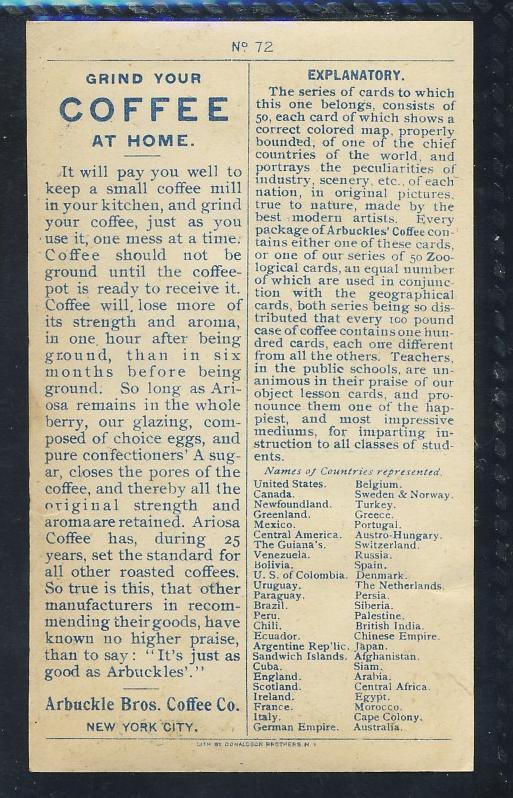 Nº 72
GRIND YOUR
COFFEE
AT HOME.
It will pay you well to
keep a small coffee mill
in your kitchen, and grind
your coffee, just as you
use it, one mess at a time.
Coffee should not be
ground until the coffee-
pot is ready to receive it.
Coffee will lose more of
its strength and aroma,
in one hour after being
ground, than in six
months before being
ground. So long as Ari-
osa remains in the whole
berry, our glazing, com-
posed of choice eggs, and
pure confectioners' A sug-
ar, closes the pores of the
coffee, and thereby all the
original strength and
aroma are retained. Ariosa
Coffee has, during 25
years, set the standard for
all other roasted coffees.
So true is this, that other
manufacturers in recom-
mending their goods, have
known no higher praise,
than to say: "It's just as
good as Arbuckles'."
Arbuckle Bros. Coffee Co.
NEW YORK CITY.
EXPLANATORY.
The series of cards to which
this one belongs, consists of
50, each card of which shows a
correct colored map, properly
bounded, of one of the chief
countries of the world, and
portrays the peculiarities of
industry, scenery, etc., of each
nation, in original pictures,
true to nature, made by the
best modern artists. Every
package of Arbuckles' Coffee con-
tains either one of these cards,
or one of our series of 50 Zoo-
logical cards, an equal number
of which are used in conjunc-
tion with the geographical
cards, both series being so dis-
tributed that every 100 pound
case of coffee contains one hun-
dred cards, each one different
from all the others. Teachers,
in the public schools, are un-
animous in their praise of our
object lesson cards, and pro-
nounce them one of the hap-
piest, and most impressive
mediums, for imparting in-
struction to all classes of stud-
ents.
Names of Countries represented.
United States.
Canada.
Newfoundland.
Greenland.
Mexico.
Central America.
The Guiana's.
Venezuela.
Bolivia.
U. S. of Colombia.
Uruguay.
Paraguay.
Brazil.
Peru.
Chili.
Ecuador.
Argentine Rep'lic.
Sandwich Islands.
Cuba.
England.
Scotland.
Ireland.
France.
Italy.
German Empire.
Belgium.
Sweden & Norway.
Turkey.
Greece.
Portugal.
Austro-Hungary.
Switzerland.
Russia.
Spain.
Denmark.
The Netherlands.
Persia.
Siberia.
Palestine.
British India.
Chinese Empire.
Japan.
Afghanistan.
Siam.
Arabia.
Central Africa.
Egypt.
Morocco.
Cape Colony.
Australia.
LITH BY DONALDSON BROTHERS. N. Y.